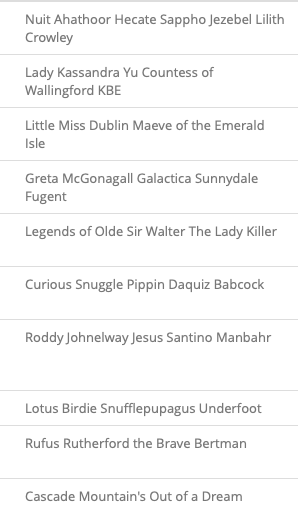 Nuit Ahathoor Hecate Sappho Jezebel Lilith
Crowley
Lady Kassandra Yu Countess of
Wallingford KBE
Little Miss Dublin Maeve of the Emerald
Isle
Greta McGonagall Galactica Sunnydale
Fugent
Legends of Olde Sir Walter The Lady Killer
Curious Snuggle Pippin Daquiz Babcock
Roddy Johnelway Jesus Santino Manbahr
Lotus Birdie Snufflepupagus Underfoot
Rufus Rutherford the Brave Bertman
Cascade Mountain's Out of a Dream